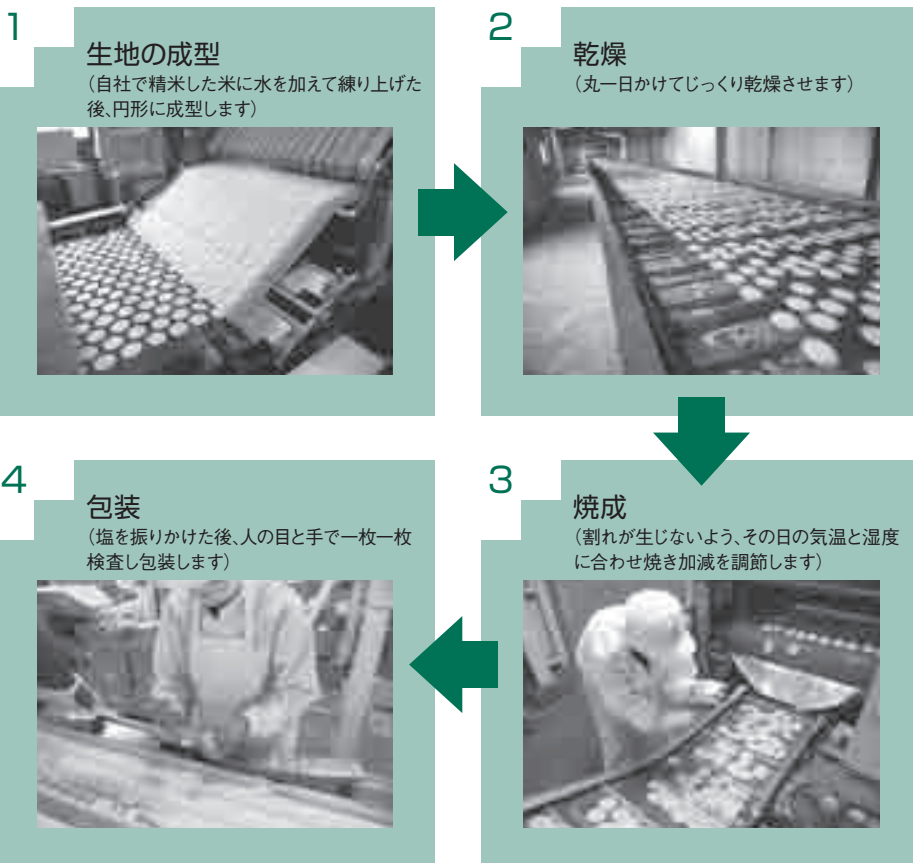 1
生地の成型
（自社で精米した米に水を加えて練り上げた
後、円形に成型します）
2
乾燥
（丸一日かけてじっくり乾燥させます）
3
焼成
（割れが生じないよう、その日の気温と湿度
に合わせ焼き加減を調節します）
4
包装
（塩を振りかけた後、人の目と手で一枚一枚
検査し包装します）